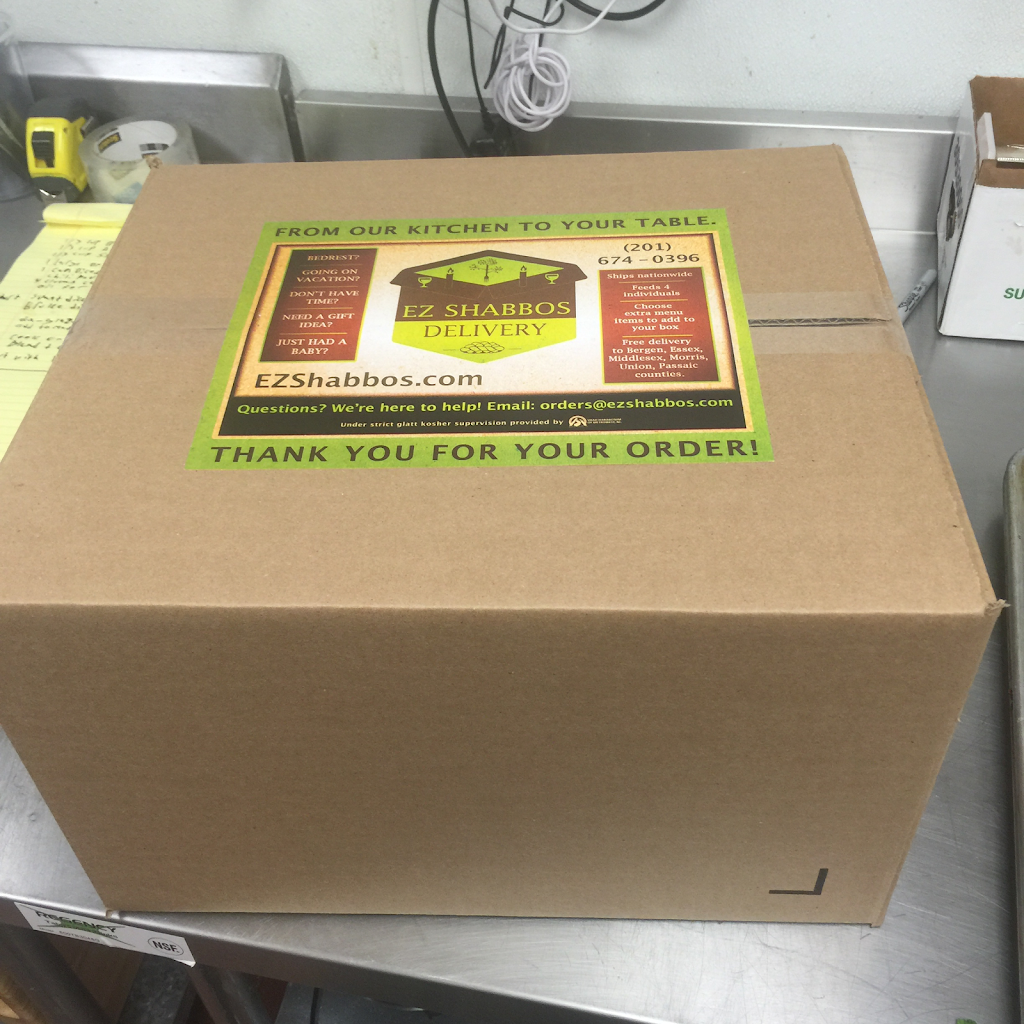 FROM OUR KITCHEN TO YOUR TABLE.
BEDREST?
GOING ON
VACATION?
DON'T HAVE
TIME?
NEED A GIFT
IDEA?
JUST HAD A
BABY?
EZ SHABBOS
DELIVERY
(201)
674-0396
Ships nationwide
Feeds 4
individuals
Choose
extra menu
items to add to
your box
Free delivery
to Bergen, Essex,
Middlesex, Morris,
Union, Passaic
counties.
EZShabbos.com
Questions? We're here to help! Email: orders@ezshabbos.com
Under strict glatt kosher supervision provided by
THANK YOU FOR YOUR ORDER!
SU
REGENCY
NSF